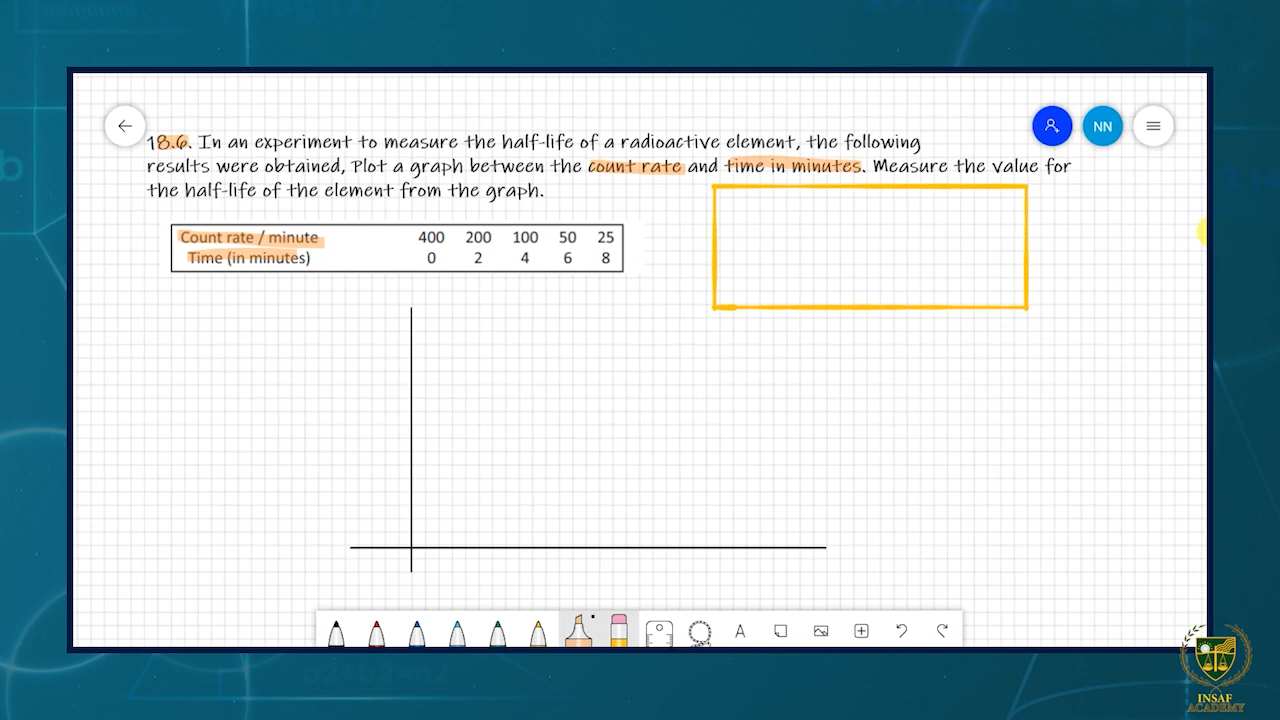 18.6. In an experiment to measure the half-life of a radioactive element, the following
results were obtained, Plot a graph between the count rate and time in minutes. Measure the value for
the half-life of the element from the graph.
NN
Count rate / minute 400 200 100 50 25
Time (in minutes) 0 2 4 6 8
A
INSAF
ACADEMY